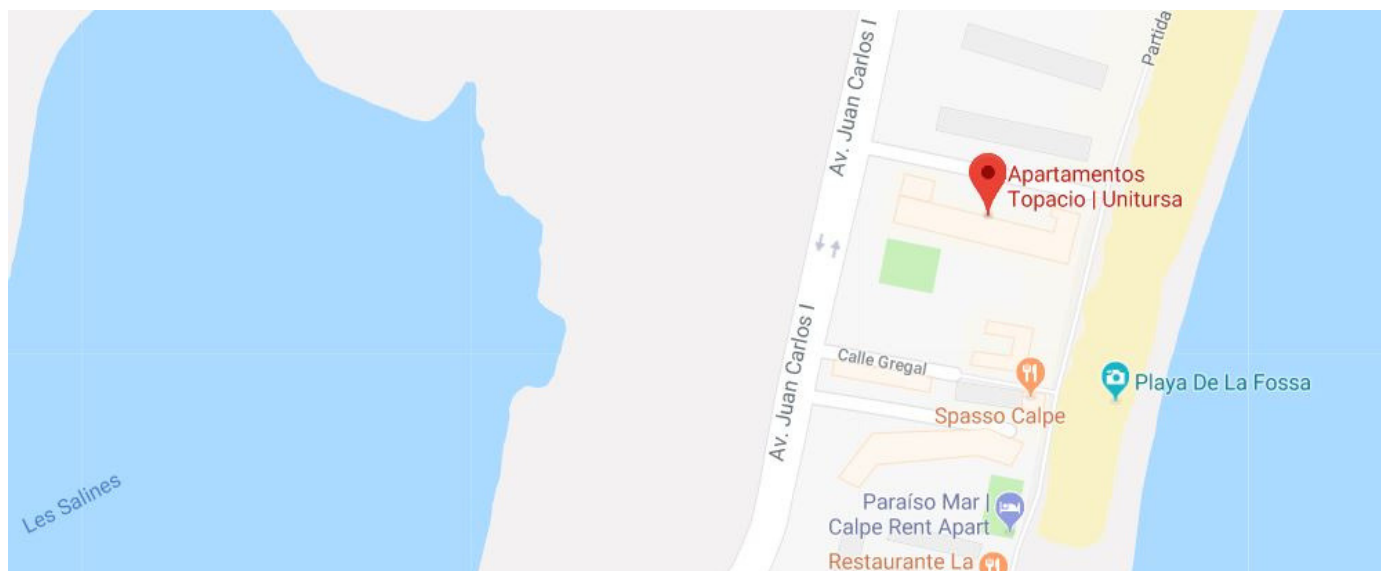 Av. Juan Carlos I
Partida
Apartamentos
Topacio | Unitursa
Av. Juan Carlos I
Calle Gregal
Playa De La Fossa
Spasso Calpe
Les Salines
Paraíso Mar |
Calpe Rent Apart
Restaurante La